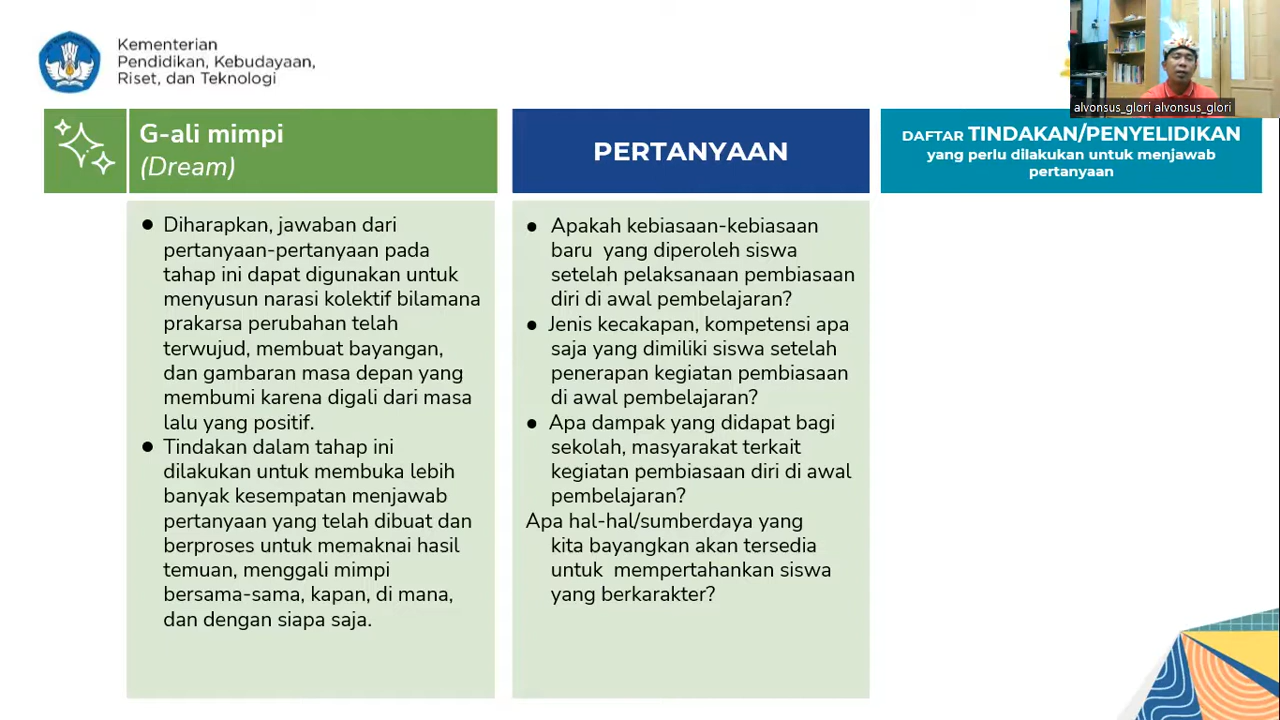 Kementerian
Pendidikan, Kebudayaan,
Riset, dan Teknologi
alvonsus_glori alvonsus_glori
G-ali mimpi
(Dream)
Diharapkan, jawaban dari
pertanyaan-pertanyaan pada
tahap ini dapat digunakan untuk
menyusun narasi kolektif bilamana
prakarsa perubahan telah
terwujud, membuat bayangan,
dan gambaran masa depan yang
membumi karena digali dari masa
lalu yang positif.
Tindakan dalam tahap ini
dilakukan untuk membuka lebih
banyak kesempatan menjawab
pertanyaan yang telah dibuat dan
berproses untuk memaknai hasil
temuan, menggali mimpi
bersama-sama, kapan, di mana,
dan dengan siapa saja.
PERTANYAAN
Apakah kebiasaan-kebiasaan
baru yang diperoleh siswa
setelah pelaksanaan pembiasaan
diri di awal pembelajaran?
Jenis kecakapan, kompetensi apa
saja yang dimiliki siswa setelah
penerapan kegiatan pembiasaan
di awal pembelajaran?
Apa dampak yang didapat bagi
sekolah, masyarakat terkait
kegiatan pembiasaan diri di awal
pembelajaran?
Apa hal-hal/sumberdaya yang
kita bayangkan akan tersedia
untuk mempertahankan siswa
yang berkarakter?
DAFTAR TINDAKAN/PENYELIDIKAN
yang perlu dilakukan untuk menjawab
pertanyaan